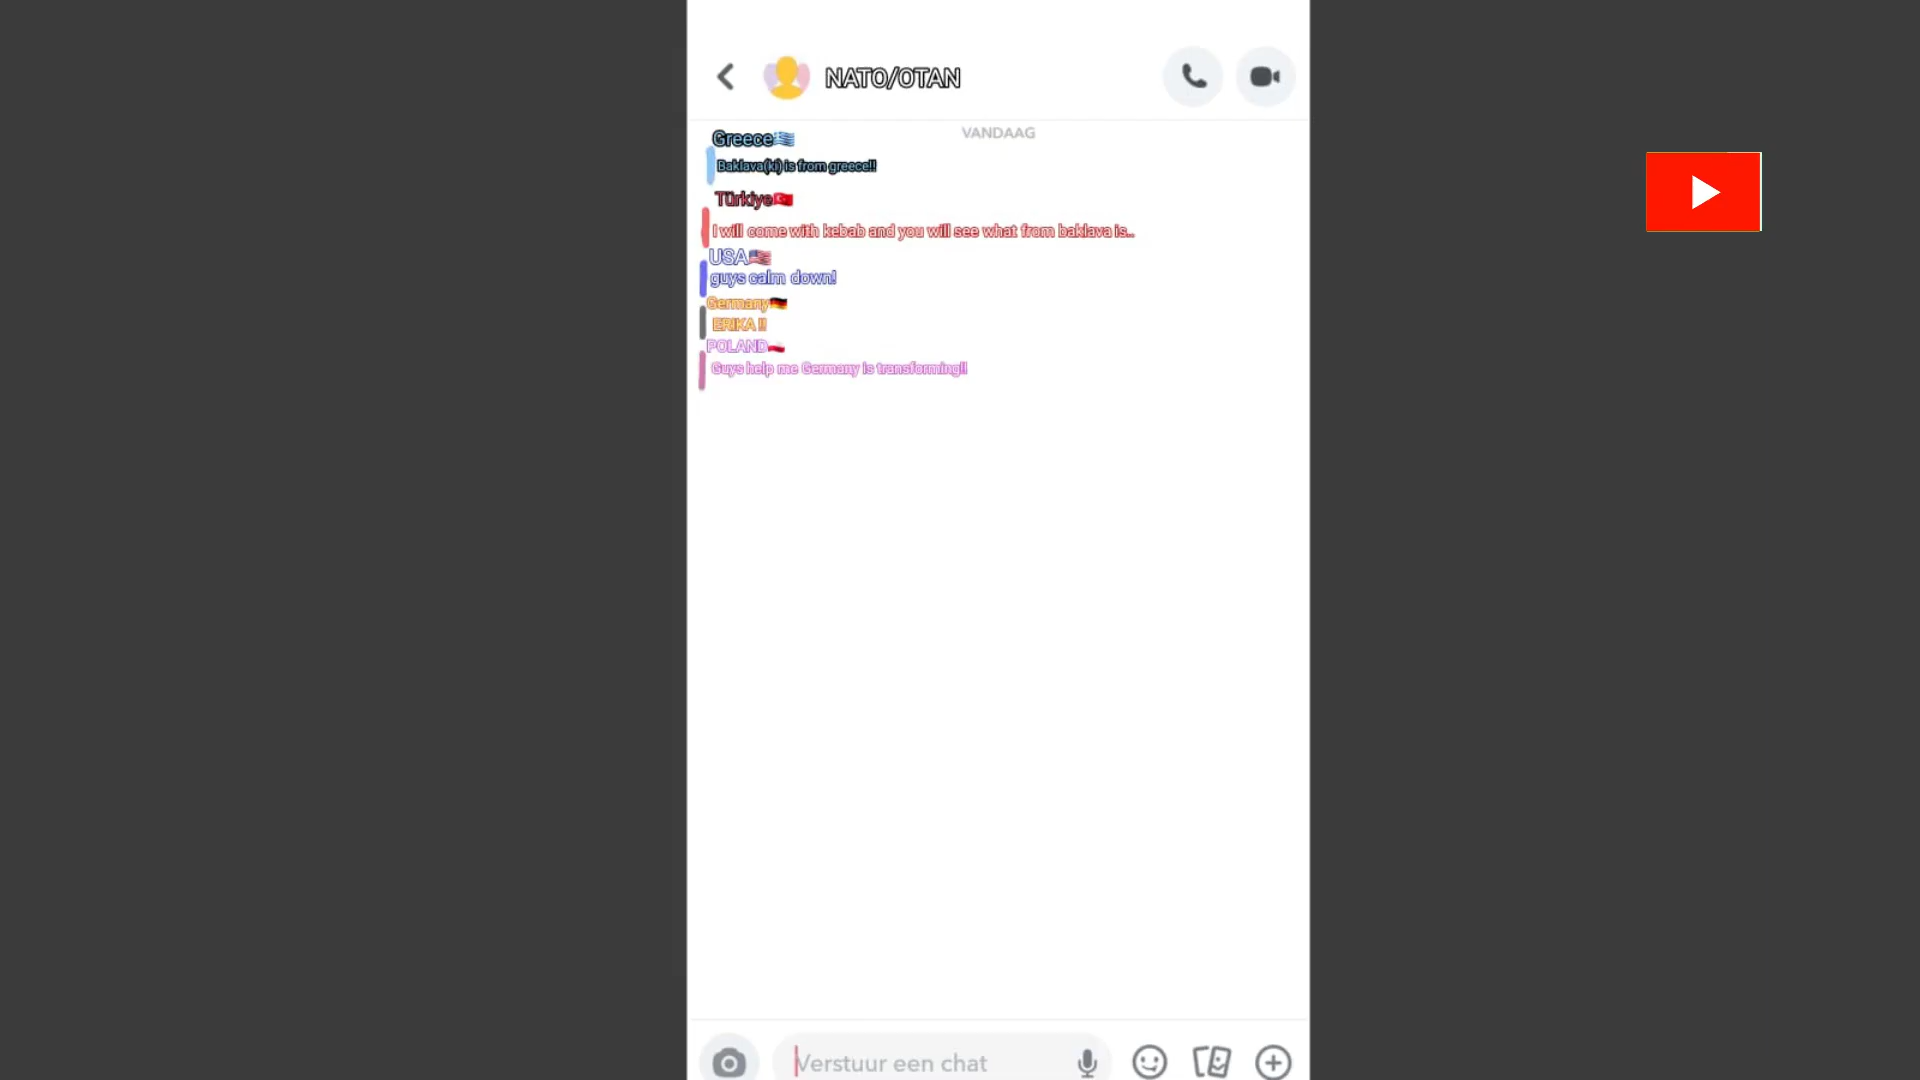 NATO/OTAN
VANDAAG
Greece🇬🇷
Baklava(ki) is from greece!!
Türkiye🇹🇷
I will come with kebab and you will see what from baklava is..
USA🇺🇸
guys calm down!
Germany🇩🇪
ERIKA !!
POLAND🇵🇱
Guys help me Germany is transforming!!
Verstuur een chat